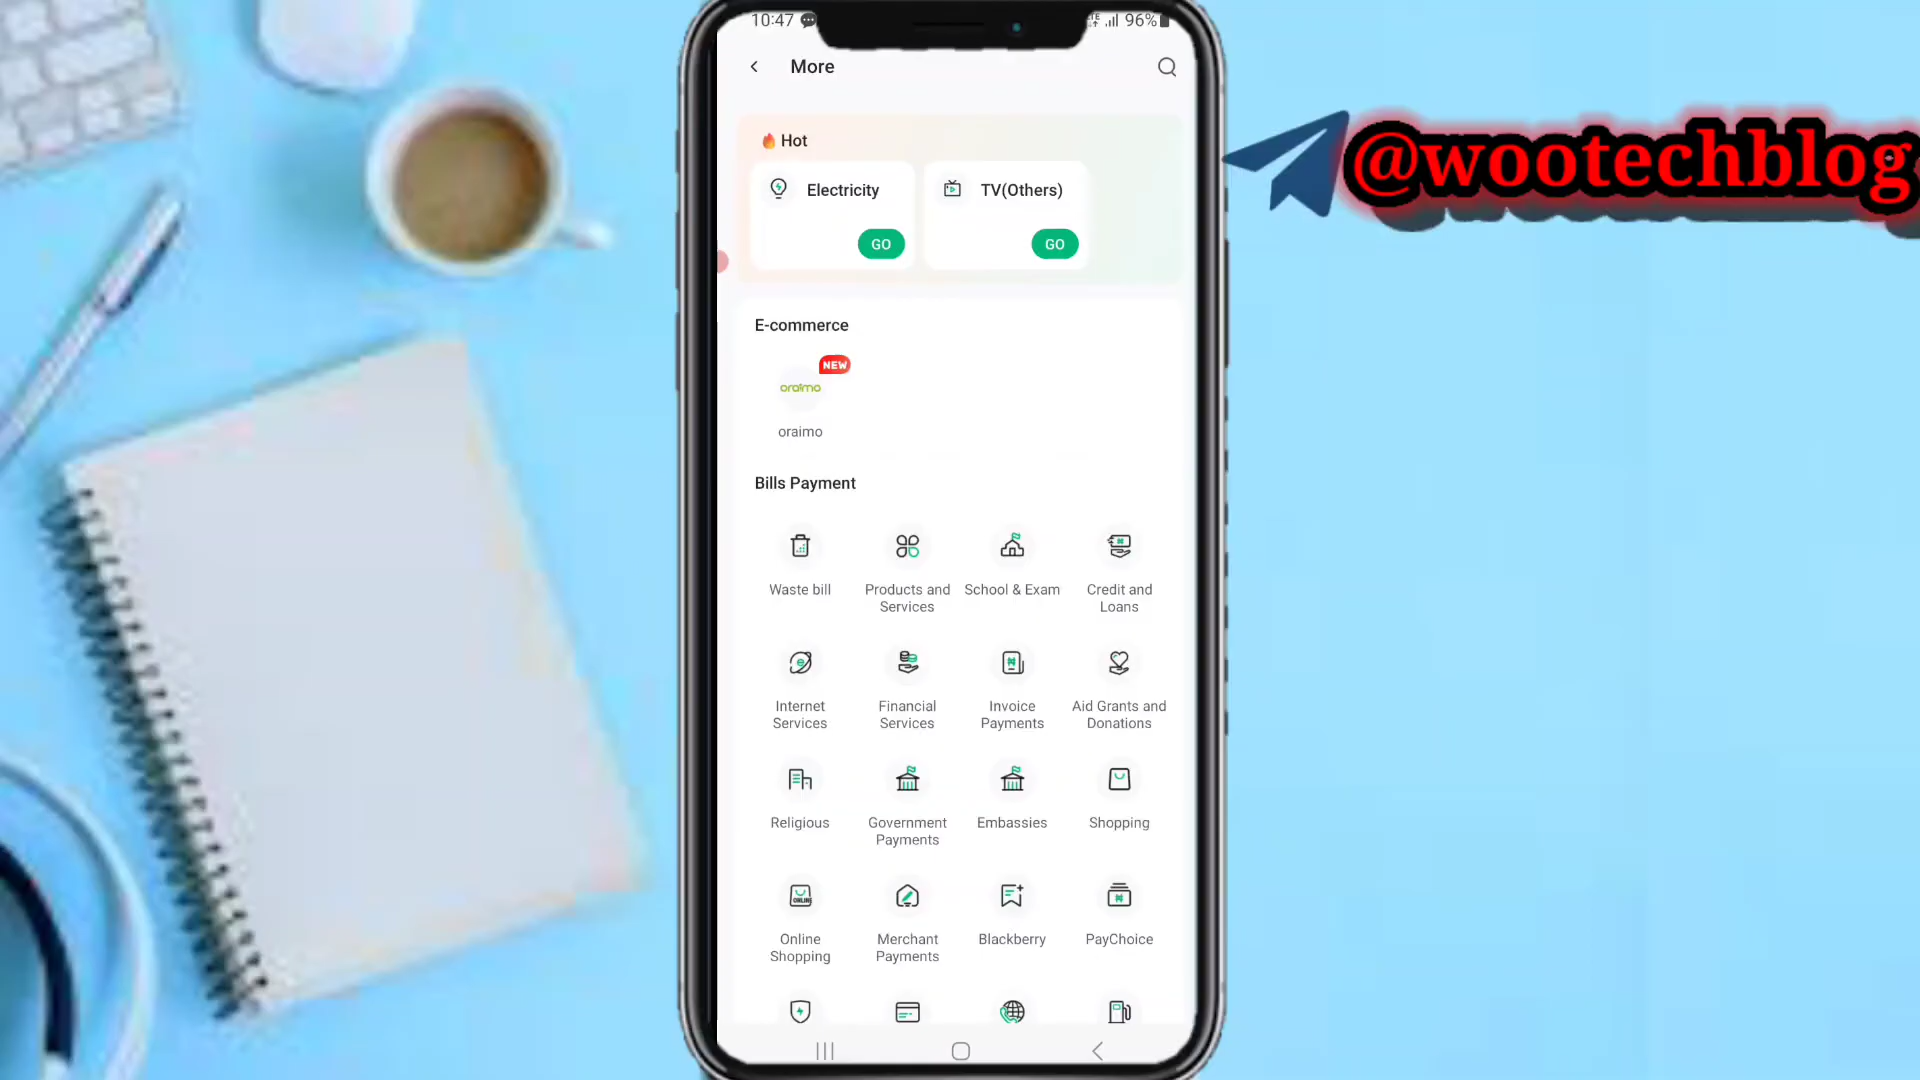 10:47 96%
More
@wootechblog
Hot
Electricity TV(Others)
GO GO
E-commerce
NEW
oraimo
oraimo
Bills Payment
Waste bill Products and Services School & Exam Credit and Loans
Internet Services Financial Services Invoice Payments Aid Grants and Donations
Religious Government Payments Embassies Shopping
ONLINE
Online Shopping Merchant Payments Blackberry PayChoice